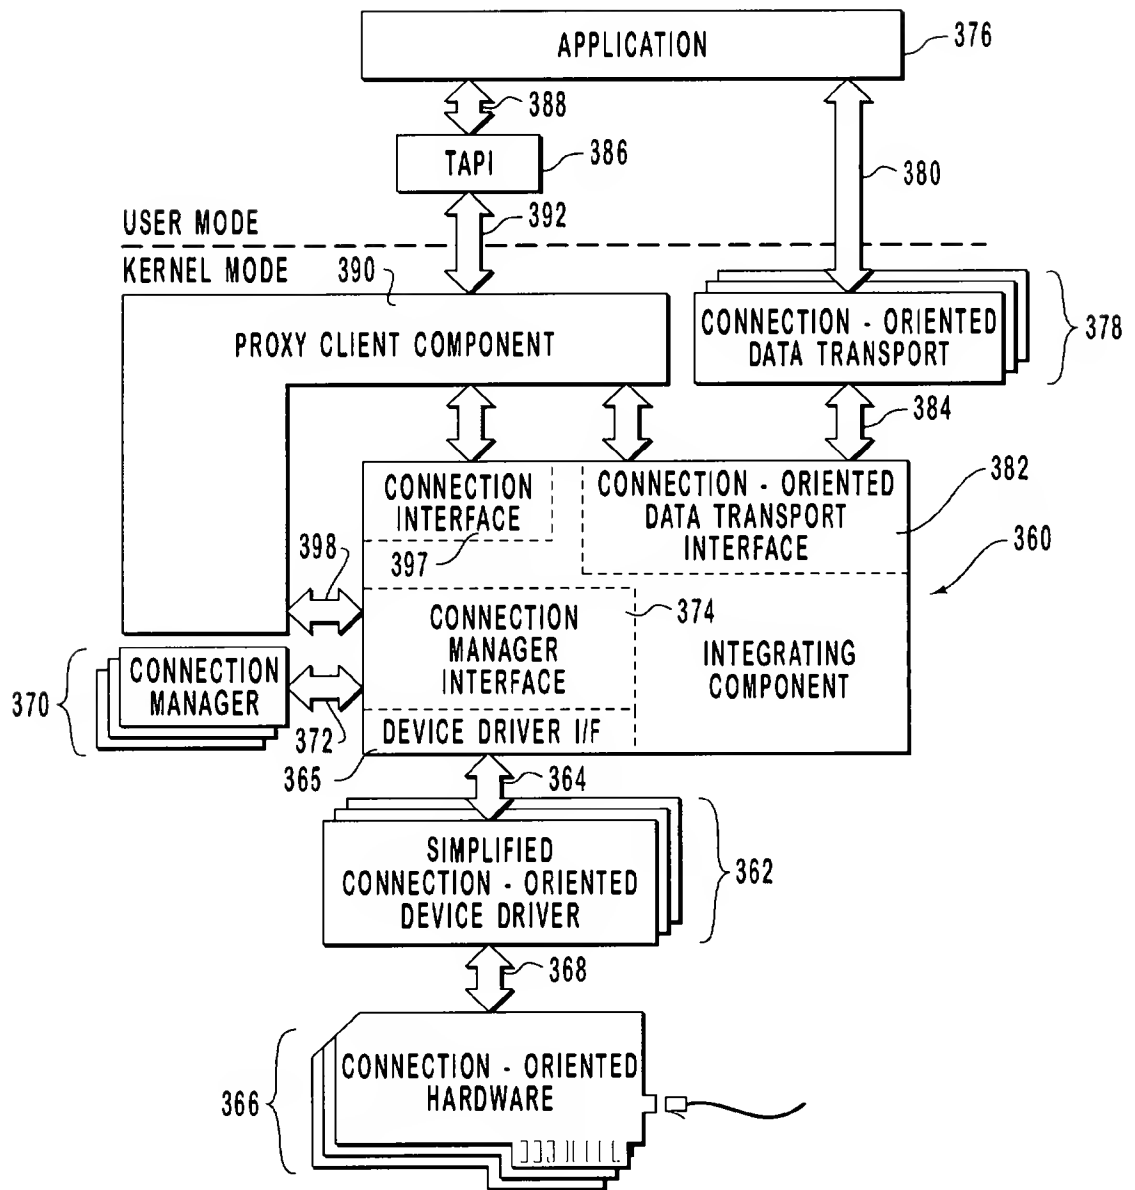 APPLICATION
376
388
TAPI
386
380
392
USER MODE
KERNEL MODE
390
PROXY CLIENT COMPONENT
CONNECTION - ORIENTED
DATA TRANSPORT
378
384
CONNECTION
INTERFACE
397
CONNECTION - ORIENTED
DATA TRANSPORT
INTERFACE
382
360
398
CONNECTION
MANAGER
INTERFACE
374
INTEGRATING
COMPONENT
370
CONNECTION
MANAGER
372
DEVICE DRIVER I/F
365
364
SIMPLIFIED
CONNECTION - ORIENTED
DEVICE DRIVER
362
368
CONNECTION - ORIENTED
HARDWARE
366